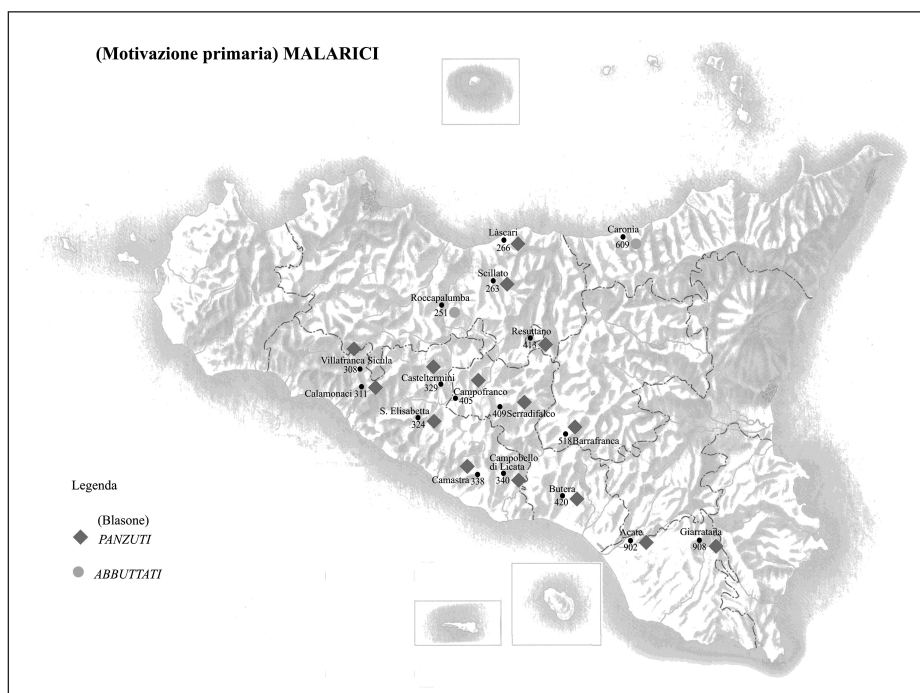 (Motivazione primaria) MALARICI
Làscari
266
Caronia
609
Scillato
263
Roccapalumba
251
Resuttano
413
Villafranca Sicula
308
Calamonaci 311
Casteltermini
329
Campofranco
405
409
Serradifalco
S. Elisabetta
324
518 Barrafranca
Camastra 338
Campobello
di Licata
340
Butera
420
Acate
902
Giarratana
908
Legenda
(Blasone)
PANZUTI
ABBUTTATI